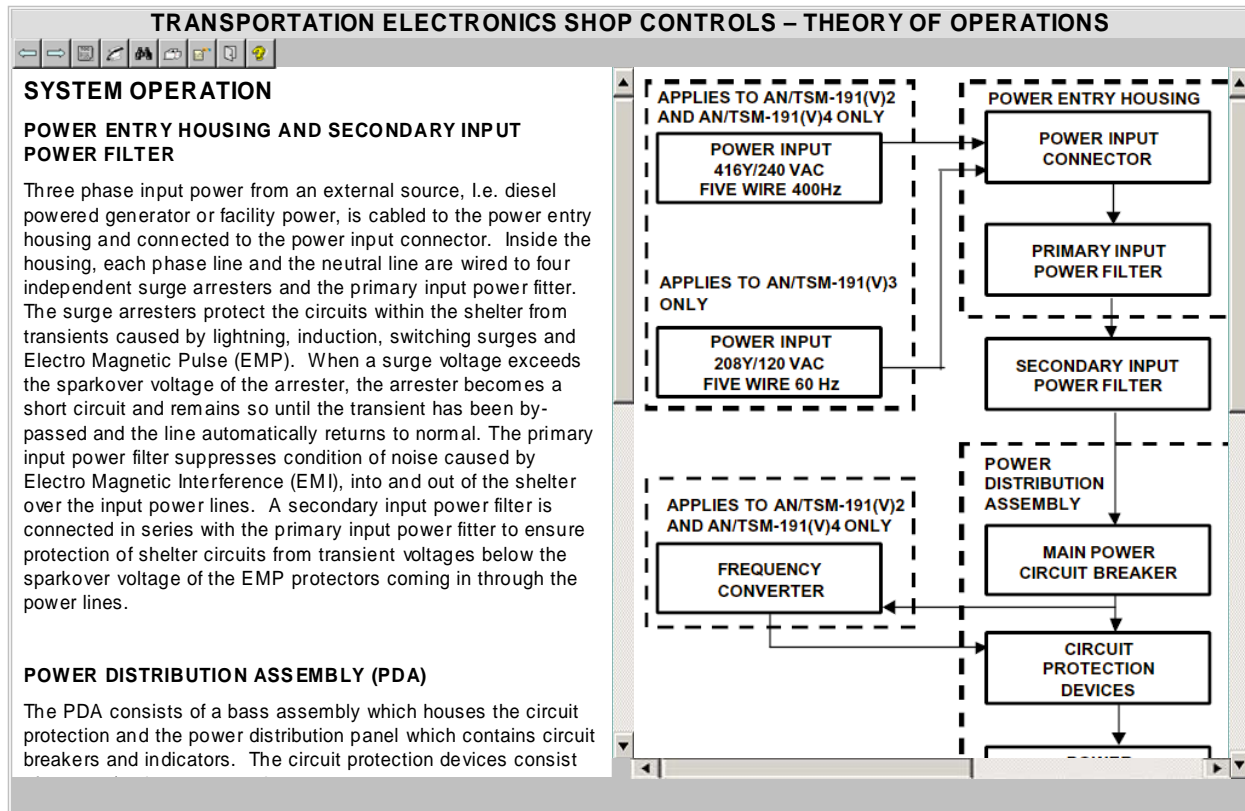 TRANSPORTATION ELECTRONICS SHOP CONTROLS – THEORY OF OPERATIONS
SYSTEM OPERATION
POWER ENTRY HOUSING AND SECONDARY INPUT
POWER FILTER
Three phase input power from an external source, I.e. diesel
powered generator or facility power, is cabled to the power entry
housing and connected to the power input connector. Inside the
housing, each phase line and the neutral line are wired to four
independent surge arresters and the primary input power fitter.
The surge arresters protect the circuits within the shelter from
transients caused by lightning, induction, switching surges and
Electro Magnetic Pulse (EMP). When a surge voltage exceeds
the sparkover voltage of the arrester, the arrester becomes a
short circuit and remains so until the transient has been by-
passed and the line automatically returns to normal. The primary
input power filter suppresses condition of noise caused by
Electro Magnetic Interference (EMI), into and out of the shelter
over the input power lines. A secondary input power filter is
connected in series with the primary input power fitter to ensure
protection of shelter circuits from transient voltages below the
sparkover voltage of the EMP protectors coming in through the
power lines.
POWER DISTRIBUTION ASSEMBLY (PDA)
The PDA consists of a bass assembly which houses the circuit
protection and the power distribution panel which contains circuit
breakers and indicators. The circuit protection devices consist
APPLIES TO AN/TSM-191(V)2
AND AN/TSM-191(V)4 ONLY
POWER INPUT
416Y/240 VAC
FIVE WIRE 400Hz
APPLIES TO AN/TSM-191(V)3
ONLY
POWER INPUT
208Y/120 VAC
FIVE WIRE 60 Hz
POWER ENTRY HOUSING
POWER INPUT
CONNECTOR
PRIMARY INPUT
POWER FILTER
SECONDARY INPUT
POWER FILTER
POWER
DISTRIBUTION
ASSEMBLY
APPLIES TO AN/TSM-191(V)2
AND AN/TSM-191(V)4 ONLY
FREQUENCY
CONVERTER
MAIN POWER
CIRCUIT BREAKER
CIRCUIT
PROTECTION
DEVICES
POWER